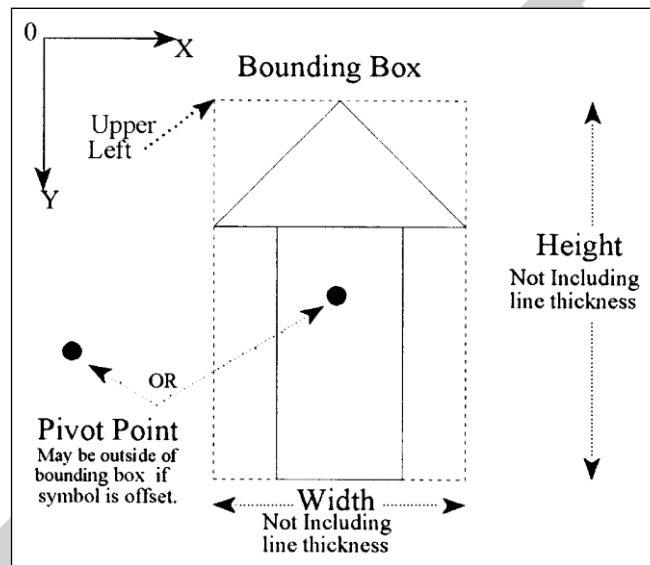 0
X
Bounding Box
Upper
Left
Y
Height
Not Including
line thickness
OR
Pivot Point
May be outside of
bounding box if
symbol is offset.
Width
Not Including
line thickness